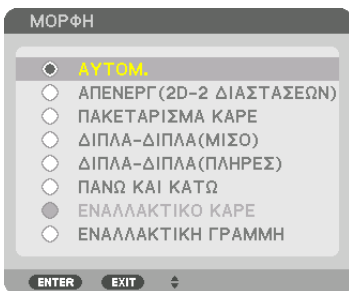 ΜΟΡΦΗ
ΑΥΤΟΜ.
ΑΠΕΝΕΡΓ(2D-2 ΔΙΑΣΤΑΣΕΩΝ)
ΠΑΚΕΤΑΡΙΣΜΑ ΚΑΡΕ
ΔΙΠΛΑ-ΔΙΠΛΑ(ΜΙΣΟ)
ΔΙΠΛΑ-ΔΙΠΛΑ(ΠΛΗΡΕΣ)
ΠΑΝΩ ΚΑΙ ΚΑΤΩ
ΕΝΑΛΛΑΚΤΙΚΟ ΚΑΡΕ
ΕΝΑΛΛΑΚΤΙΚΗ ΓΡΑΜΜΗ
ENTER EXIT